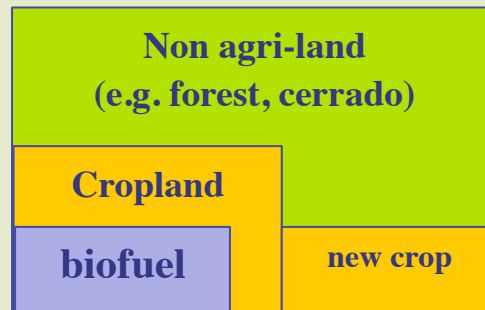 Non agri-land
(e.g. forest, cerrado)
Cropland
biofuel
new crop